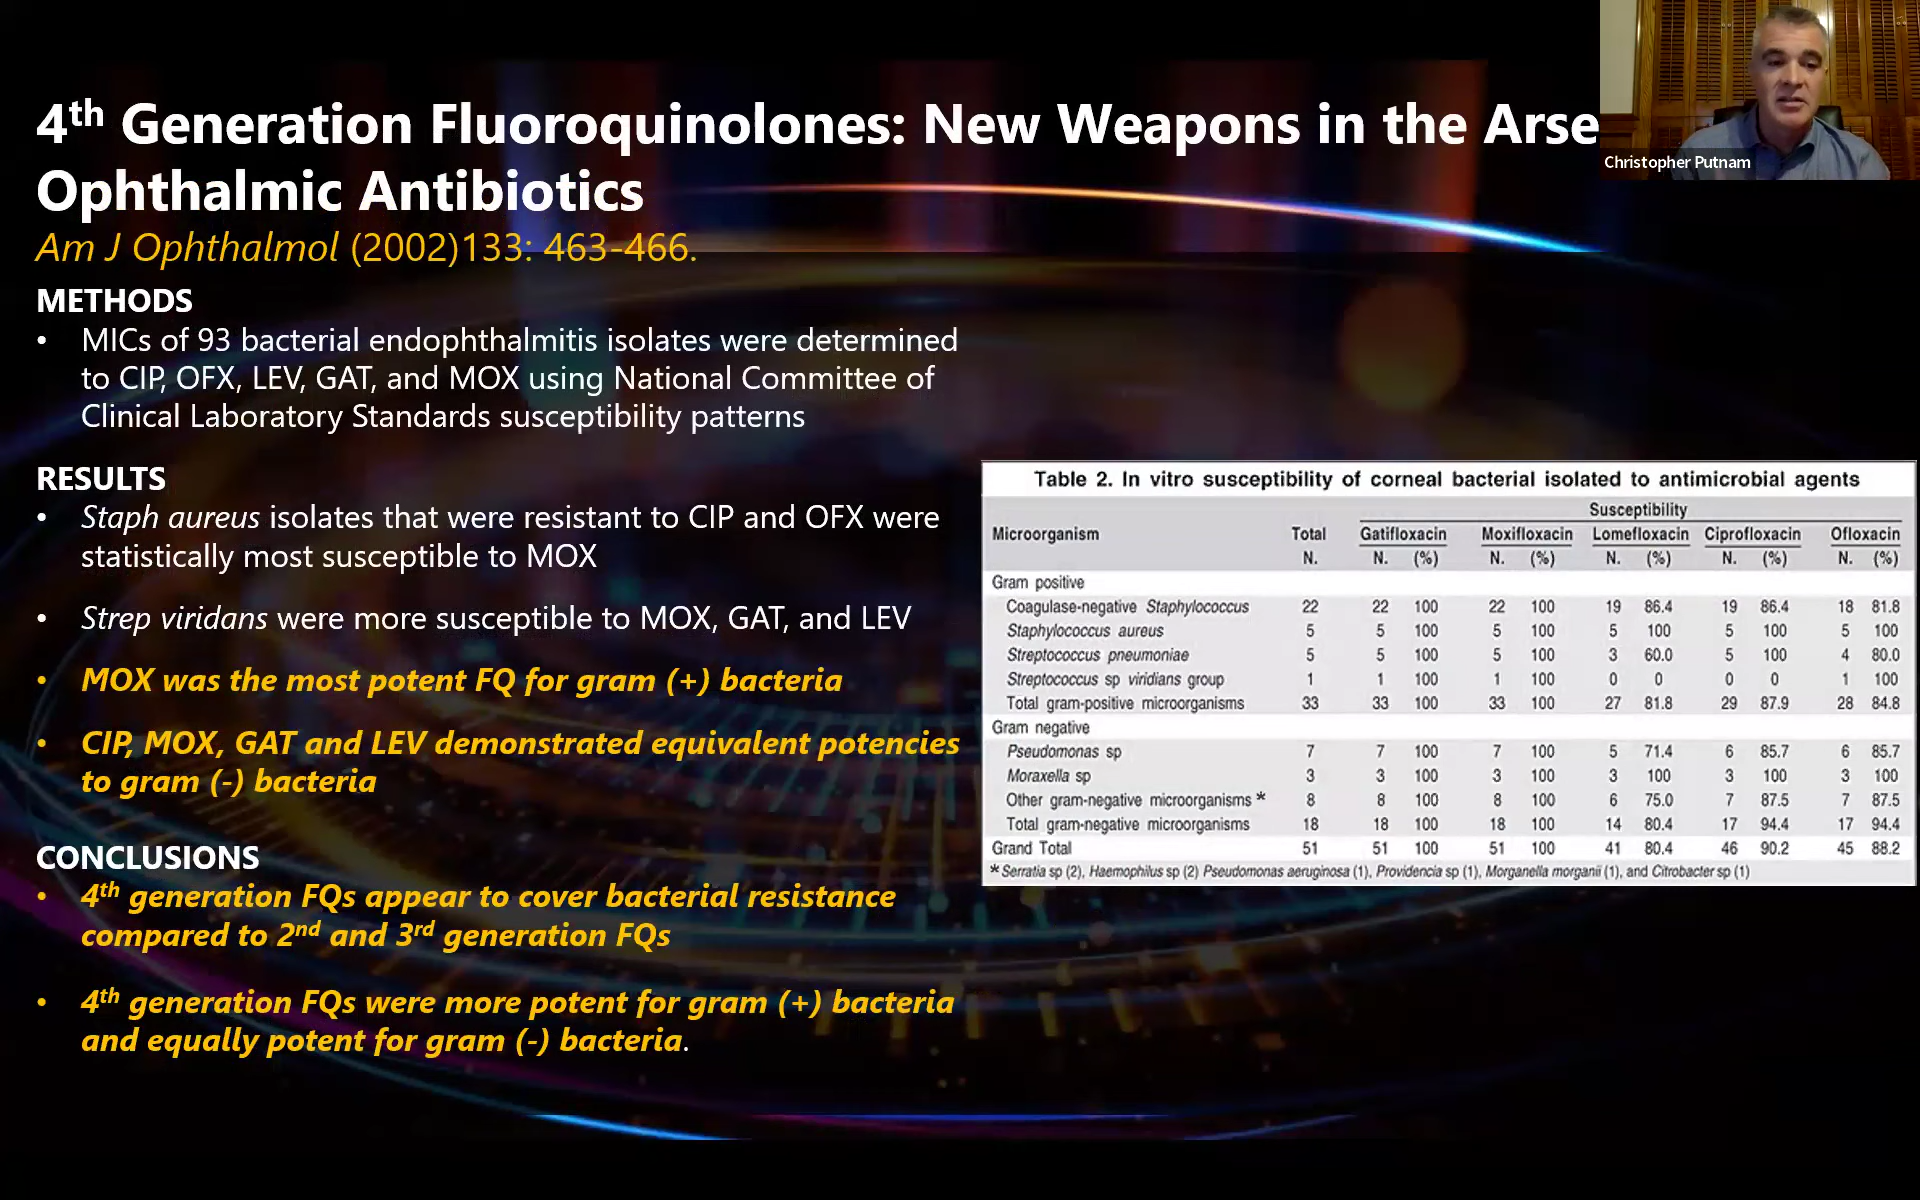 4th Generation Fluoroquinolones: New Weapons in the Arse
Ophthalmic Antibiotics
Am J Ophthalmol (2002)133: 463-466.
Christopher Putnam
METHODS
• MICs of 93 bacterial endophthalmitis isolates were determined
to CIP, OFX, LEV, GAT, and MOX using National Committee of
Clinical Laboratory Standards susceptibility patterns
RESULTS
• Staph aureus isolates that were resistant to CIP and OFX were
statistically most susceptible to MOX
• Strep viridans were more susceptible to MOX, GAT, and LEV
• MOX was the most potent FQ for gram (+) bacteria
• CIP, MOX, GAT and LEV demonstrated equivalent potencies
to gram (-) bacteria
CONCLUSIONS
• 4th generation FQs appear to cover bacterial resistance
compared to 2nd and 3rd generation FQs
• 4th generation FQs were more potent for gram (+) bacteria
and equally potent for gram (-) bacteria.
Table 2. In vitro susceptibility of corneal bacterial isolated to antimicrobial agents
Susceptibility
Microorganism Total Gatifloxacin Moxifloxacin Lomefloxacin Ciprofloxacin Ofloxacin
N. N. (%) N. (%) N. (%) N. (%) N. (%)
Gram positive
Coagulase-negative Staphylococcus 22 22 100 22 100 19 86.4 19 86.4 18 81.8
Staphylococcus aureus 5 5 100 5 100 5 100 5 100 5 100
Streptococcus pneumoniae 5 5 100 5 100 3 60.0 5 100 4 80.0
Streptococcus sp viridians group 1 1 100 1 100 0 0 0 0 1 100
Total gram-positive microorganisms 33 33 100 33 100 27 81.8 29 87.9 28 84.8
Gram negative
Pseudomonas sp 7 7 100 7 100 5 71.4 6 85.7 6 85.7
Moraxella sp 3 3 100 3 100 3 100 3 100 3 100
Other gram-negative microorganisms * 8 8 100 8 100 6 75.0 7 87.5 7 87.5
Total gram-negative microorganisms 18 18 100 18 100 14 80.4 17 94.4 17 94.4
Grand Total 51 51 100 51 100 41 80.4 46 90.2 45 88.2
* Serratia sp (2), Haemophilus sp (2) Pseudomonas aeruginosa (1), Providencia sp (1), Morganella morganii (1), and Citrobacter sp (1)